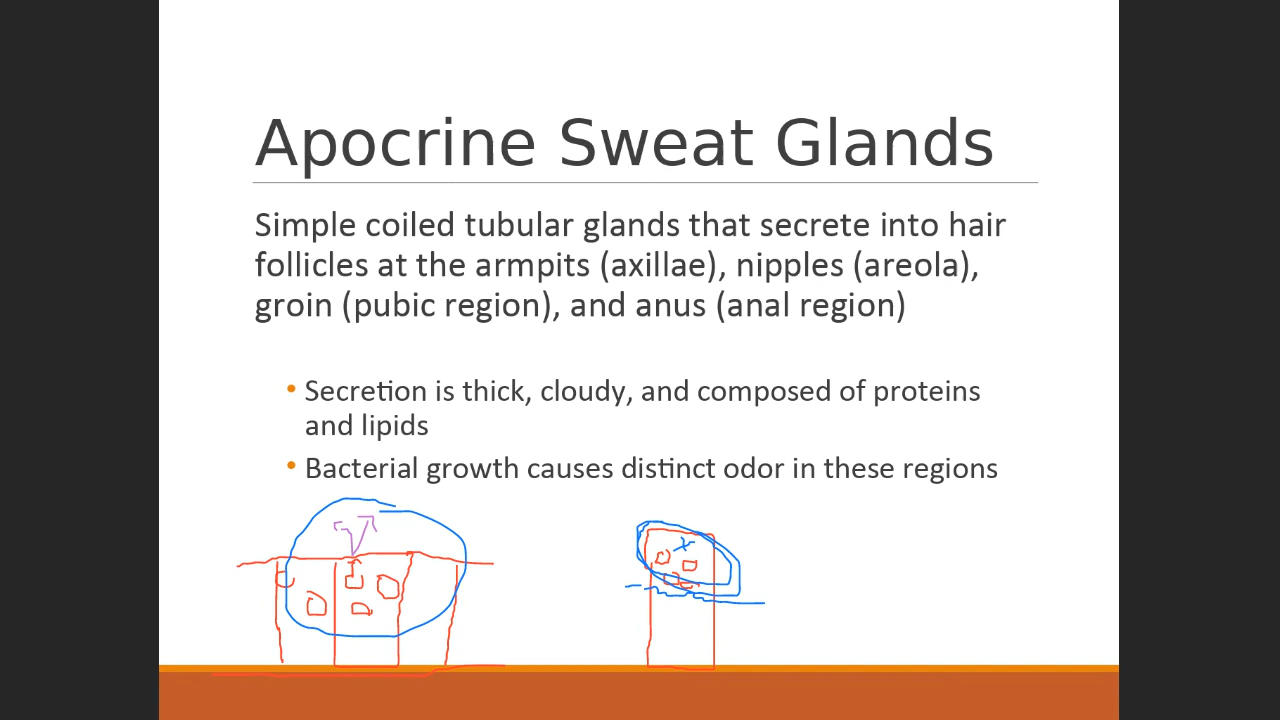 Apocrine Sweat Glands
Simple coiled tubular glands that secrete into hair
follicles at the armpits (axillae), nipples (areola),
groin (pubic region), and anus (anal region)
• Secretion is thick, cloudy, and composed of proteins
and lipids
• Bacterial growth causes distinct odor in these regions